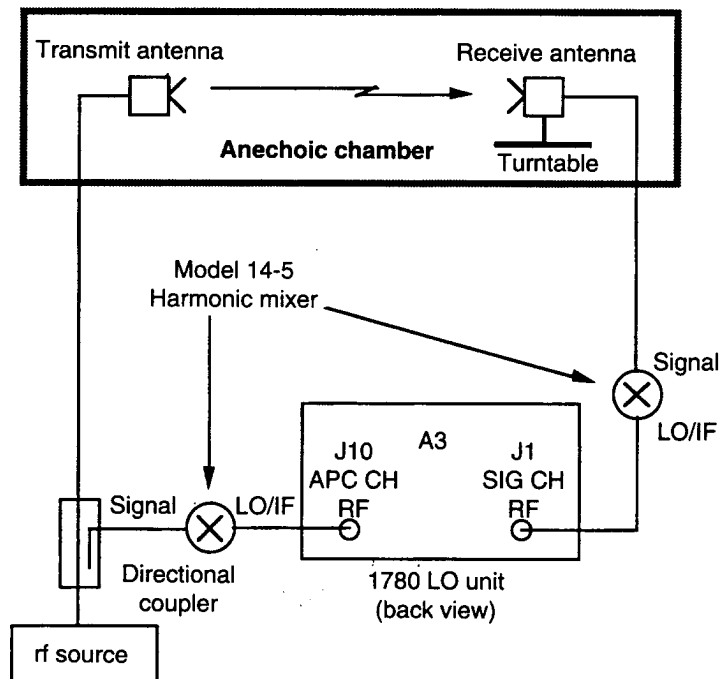 Transmit antenna
Receive antenna
Anechoic chamber
Turntable
Model 14-5
Harmonic mixer
Signal
LO/IF
J10
APC CH
RF
A3
J1
SIG CH
RF
Signal
LO/IF
Directional
coupler
1780 LO unit
(back view)
rf source